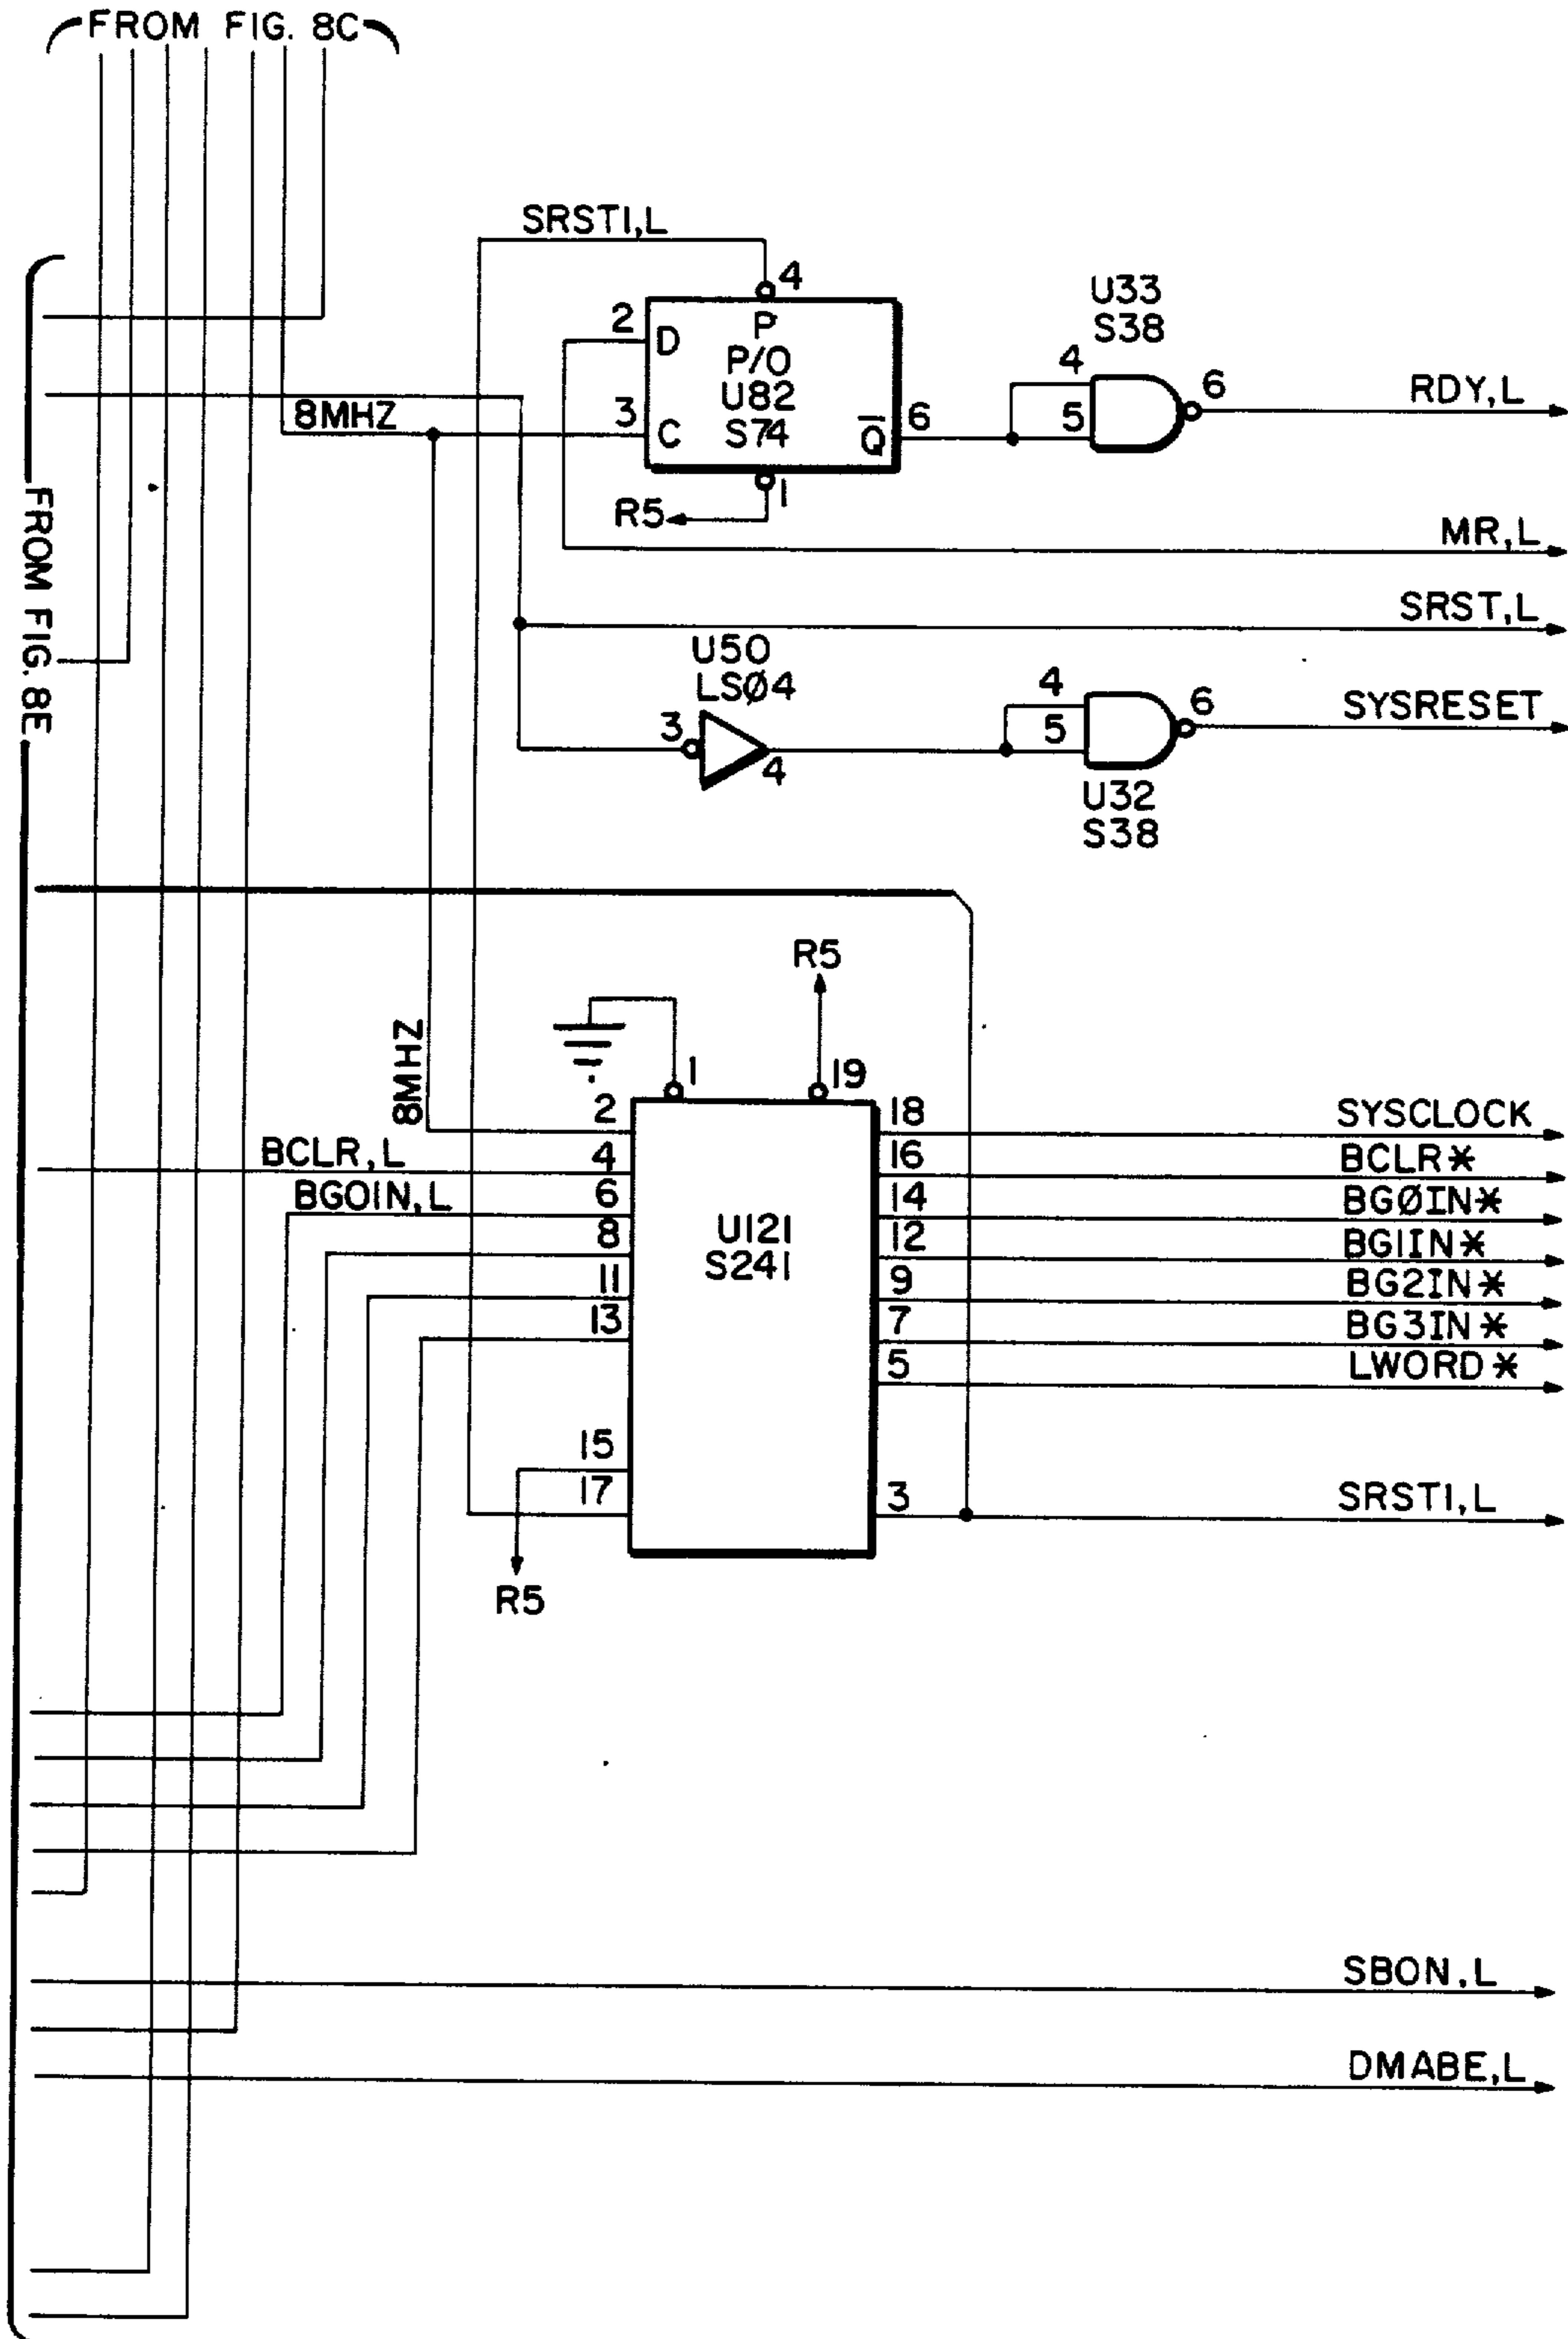 FROM FIG. 8C
SRST1,L
4
2
D
P
P/O
U82
S74
3
C
Q̅
6
1
R5
8MHZ
U33
S38
4
5
6
RDY,L
MR,L
SRST,L
FROM FIG. 8E
U50
LSØ4
3
4
4
5
6
SYSRESET
U32
S38
R5
8MHZ
1
19
2
18
SYSCLOCK
BCLR,L
4
16
BCLR*
BGOIN,L
6
14
BGØIN*
8
12
BG1IN*
U121
S241
11
9
BG2IN*
13
7
BG3IN*
5
LWORD*
15
17
3
SRST1,L
R5
SBON,L
DMABE,L